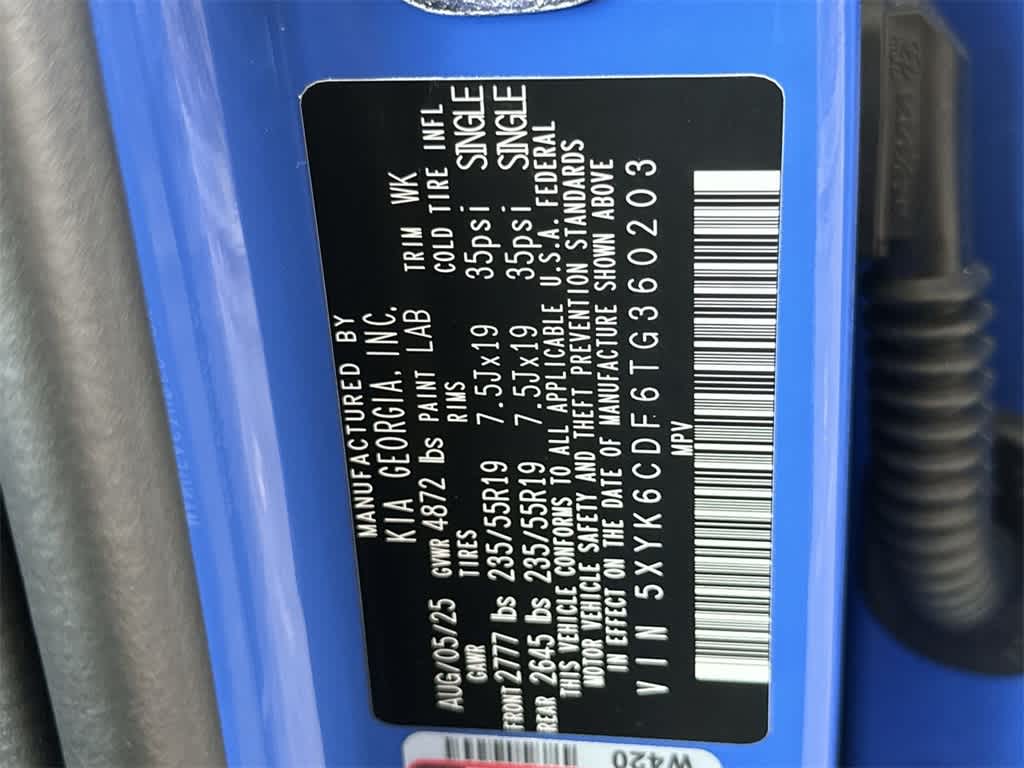 MANUFACTURED BY
KIA GEORGIA, INC.
AUG/05/25 GVWR 4872 lbs PAINT LAB TRIM WK
GAWR TIRES RIMS COLD TIRE INFL
FRONT 2777 lbs 235/55R19 7.5Jx19 35psi SINGLE
REAR 2645 lbs 235/55R19 7.5Jx19 35psi SINGLE
THIS VEHICLE CONFORMS TO ALL APPLICABLE U.S.A. FEDERAL
MOTOR VEHICLE SAFETY AND THEFT PREVENTION STANDARDS
IN EFFECT ON THE DATE OF MANUFACTURE SHOWN ABOVE
VIN 5XYK6CDF6TG360203
MPV
W420